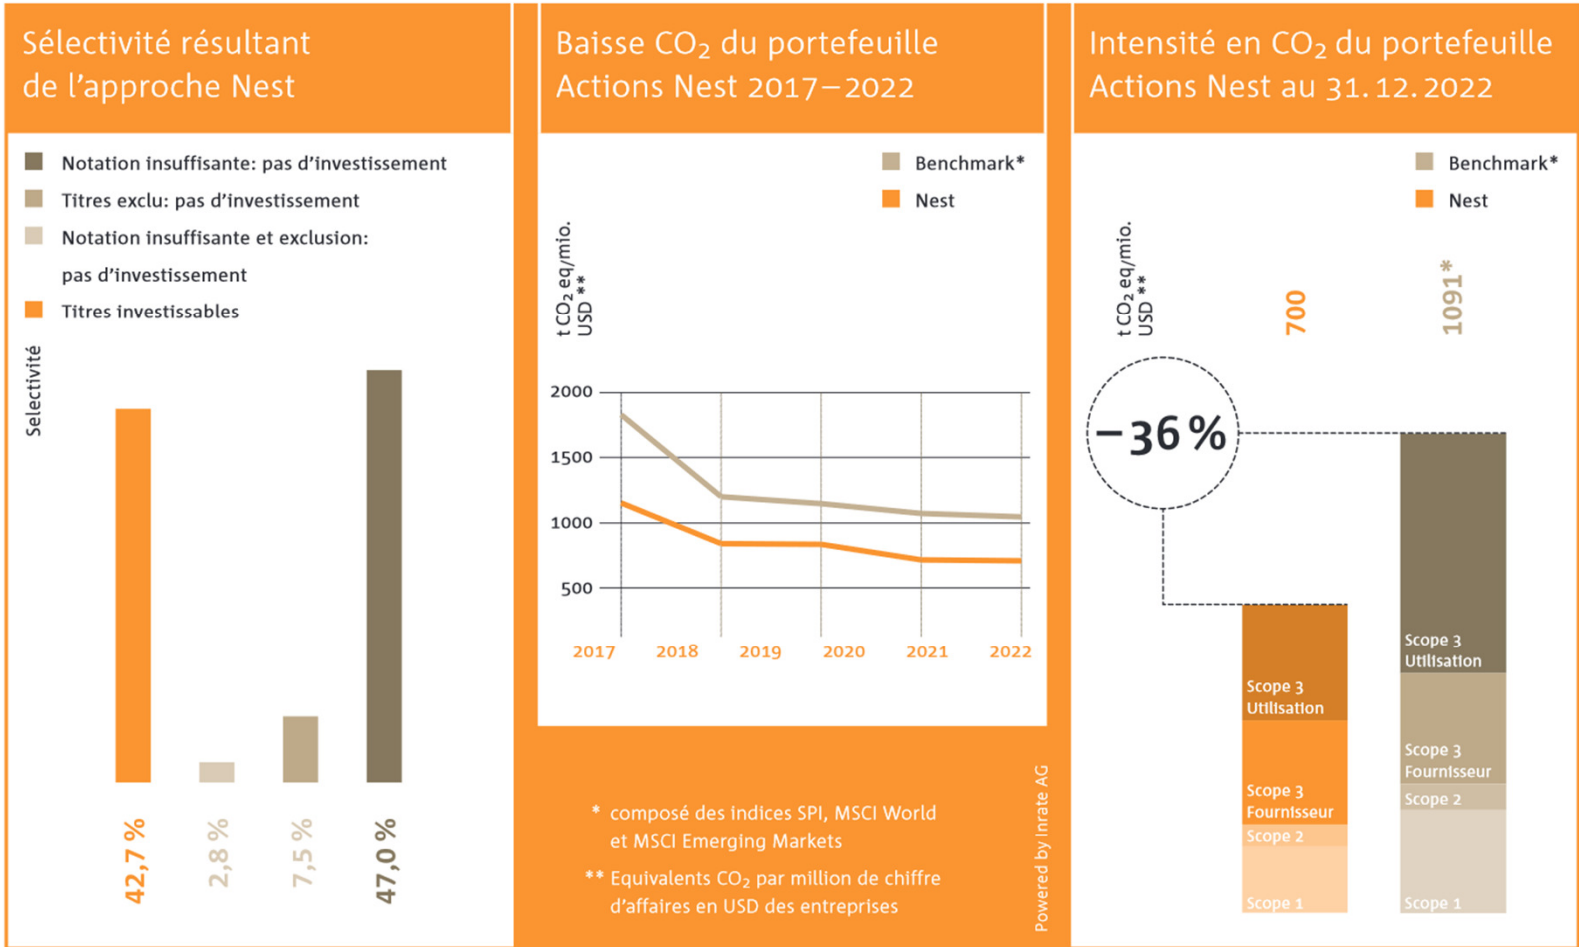 Sélectivité résultant
de l'approche Nest
Notation insuffisante: pas d'investissement
Titres exclu: pas d'investissement
Notation insuffisante et exclusion:
pas d'investissement
Titres investissables
Selectivité
42,7 %
2,8 %
7,5 %
47,0 %
Baisse CO₂ du portefeuille
Actions Nest 2017–2022
Benchmark*
Nest
t CO₂ eq/mio.
USD **
2000
1500
1000
500
2017 2018 2019 2020 2021 2022
* composé des indices SPI, MSCI World
et MSCI Emerging Markets
** Equivalents CO₂ par million de chiffre
d'affaires en USD des entreprises
Powered by Inrate AG
Intensité en CO₂ du portefeuille
Actions Nest au 31.12.2022
Benchmark*
Nest
t CO₂ eq/mio.
USD **
700
1091*
–36 %
Scope 3
Utilisation
Scope 3
Fournisseur
Scope 2
Scope 1
Scope 3
Utilisation
Scope 3
Fournisseur
Scope 2
Scope 1